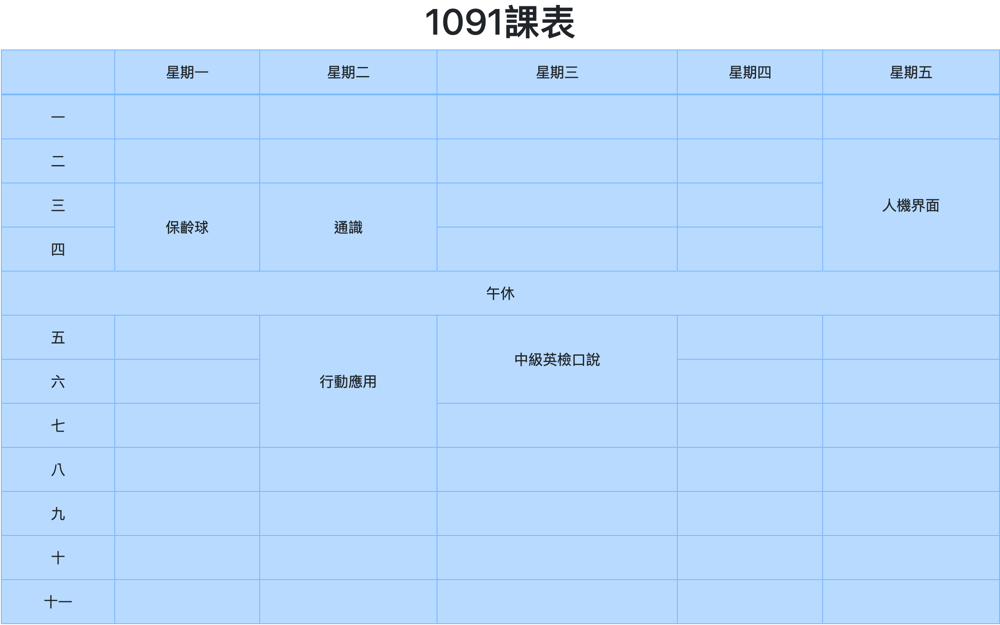 1091課表
星期一 星期二 星期三 星期四 星期五
一
二
三
人機界面
保齡球 通識
四
午休
五
中級英檢口說
六
行動應用
七
八
九
十
十一